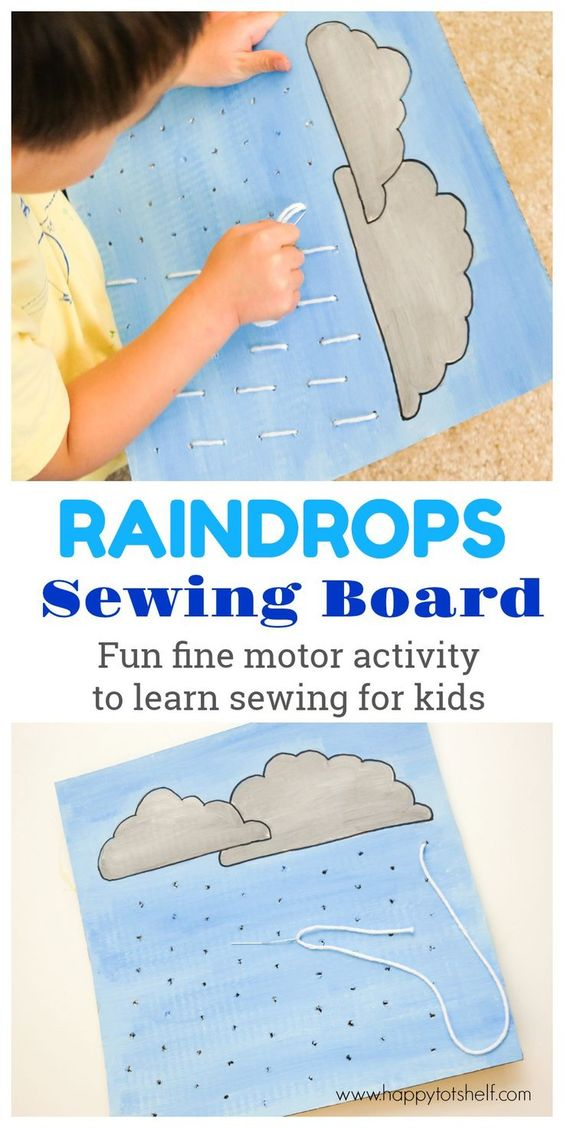 RAINDROPS
Sewing Board
Fun fine motor activity
to learn sewing for kids
www.happytotshelf.com